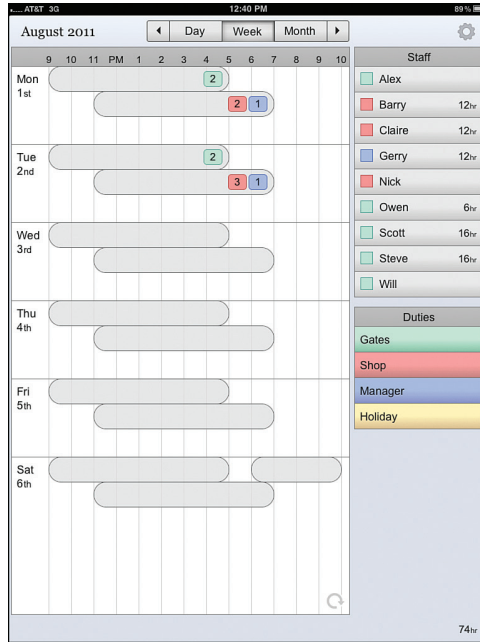 AT&T 3G 12:40 PM 89%
August 2011 Day Week Month
9 10 11 PM 1 2 3 4 5 6 7 8 9 10
Mon
1st
2
2 1
Tue
2nd
2
3 1
Wed
3rd
Thu
4th
Fri
5th
Sat
6th
Staff
Alex
Barry 12hr
Claire 12hr
Gerry 12hr
Nick
Owen 6hr
Scott 16hr
Steve 16hr
Will
Duties
Gates
Shop
Manager
Holiday
74hr